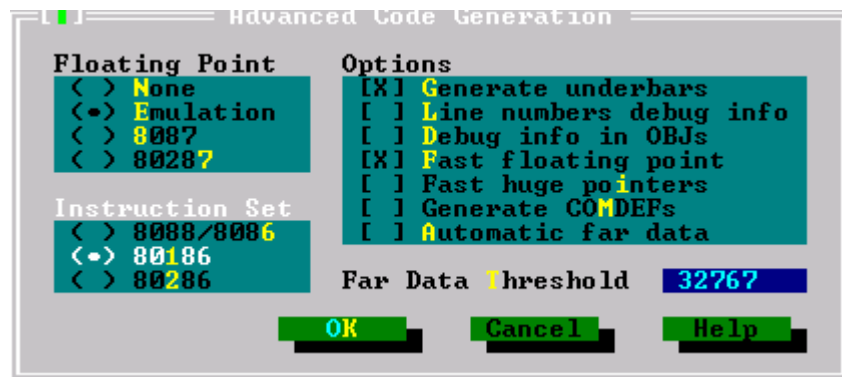 [ ] Advanced Code Generation
Floating Point
( ) None
(•) Emulation
( ) 8087
( ) 80287
Instruction Set
( ) 8088/8086
(•) 80186
( ) 80286
Options
[X] Generate underbars
[ ] Line numbers debug info
[ ] Debug info in OBJs
[X] Fast floating point
[ ] Fast huge pointers
[ ] Generate COMDEFs
[ ] Automatic far data
Far Data Threshold 32767
OK Cancel Help